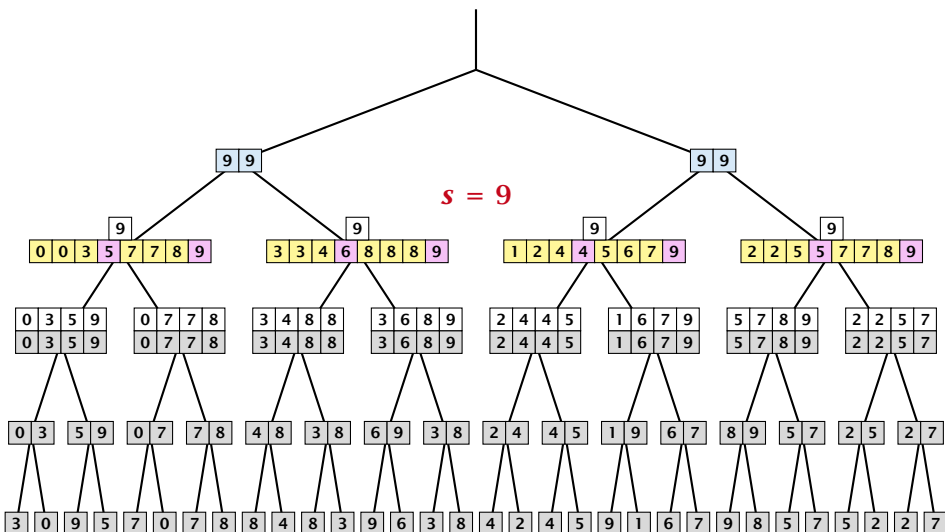 9 9 9 9
s = 9
9 9 9 9
0 0 3 5 7 7 8 9 3 3 4 6 8 8 8 9 1 2 4 4 5 6 7 9 2 2 5 5 7 7 8 9
0 3 5 9 0 7 7 8 3 4 8 8 3 6 8 9 2 4 4 5 1 6 7 9 5 7 8 9 2 2 5 7
0 3 5 9 0 7 7 8 3 4 8 8 3 6 8 9 2 4 4 5 1 6 7 9 5 7 8 9 2 2 5 7
0 3 5 9 0 7 7 8 4 8 3 8 6 9 3 8 2 4 4 5 1 9 6 7 8 9 5 7 2 5 2 7
3 0 9 5 7 0 7 8 8 4 8 3 9 6 3 8 4 2 4 5 9 1 6 7 9 8 7 5 5 2 2 7